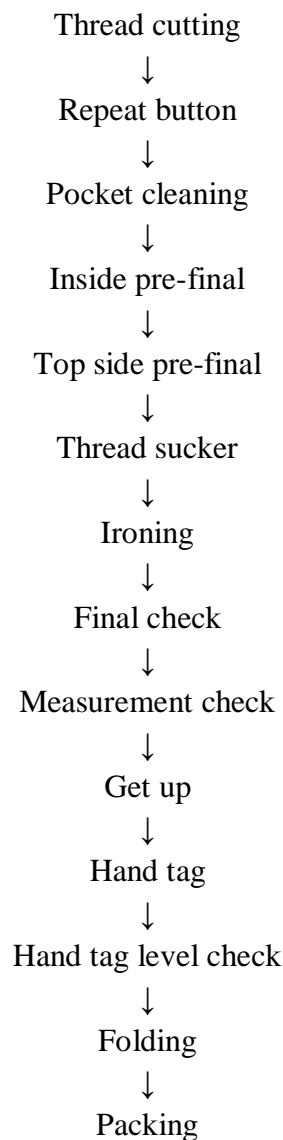 Thread cutting
↓
Repeat button
↓
Pocket cleaning
↓
Inside pre-final
↓
Top side pre-final
↓
Thread sucker
↓
Ironing
↓
Final check
↓
Measurement check
↓
Get up
↓
Hand tag
↓
Hand tag level check
↓
Folding
↓
Packing